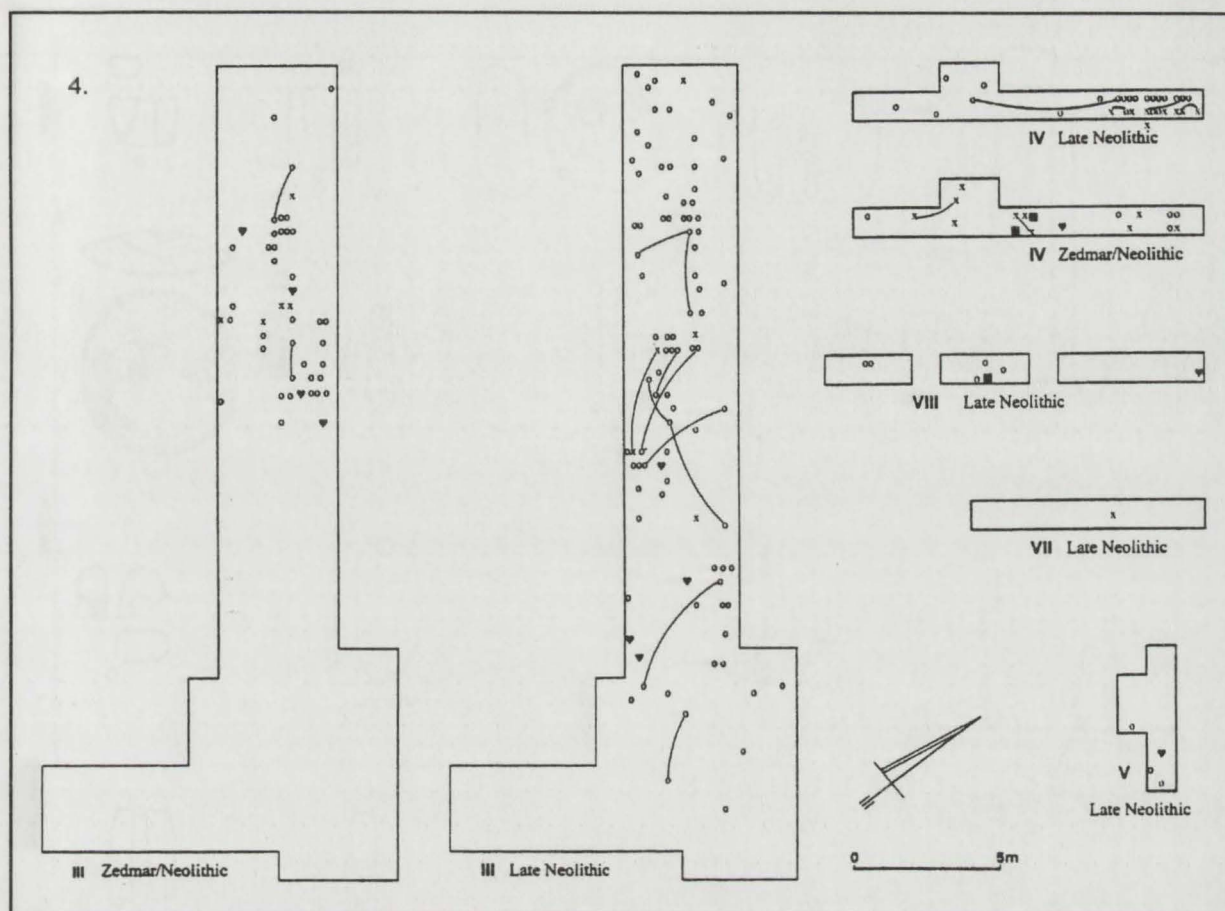 4.
IV Late Neolithic
IV Zedmar/Neolithic
VIII Late Neolithic
VII Late Neolithic
V
Late Neolithic
0 5m
III Zedmar/Neolithic
III Late Neolithic